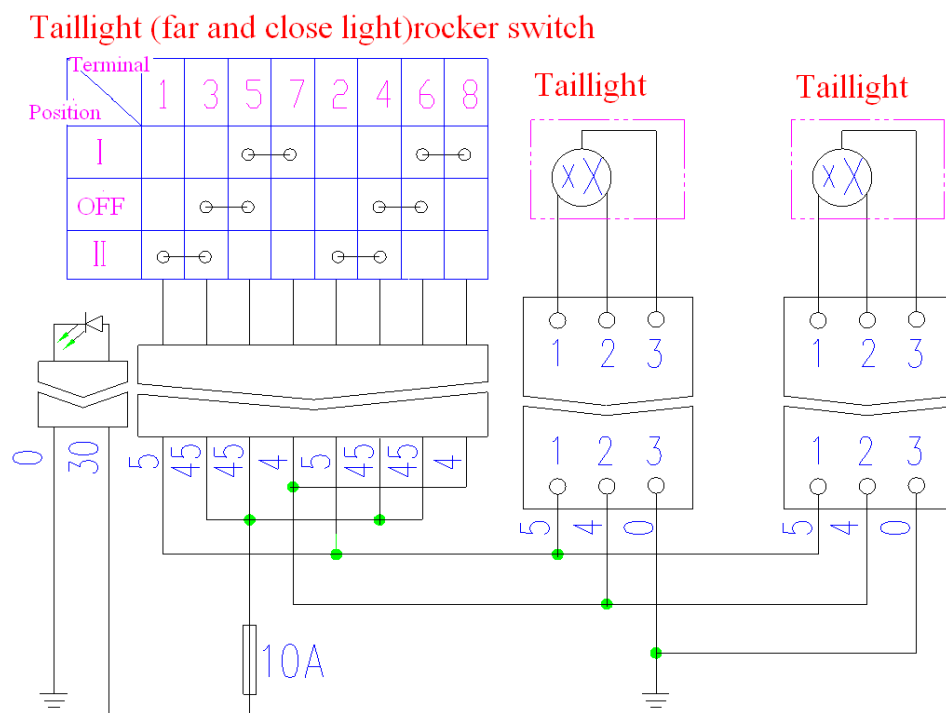 Taillight (far and close light)rocker switch
Terminal
Position
1 3 5 7 2 4 6 8
I
OFF
II
Taillight
Taillight
X X
X X
1 2 3
1 2 3
1 2 3
1 2 3
0 30
5 45 45 4 5 45 45 4
5 4 0
5 4 0
10A